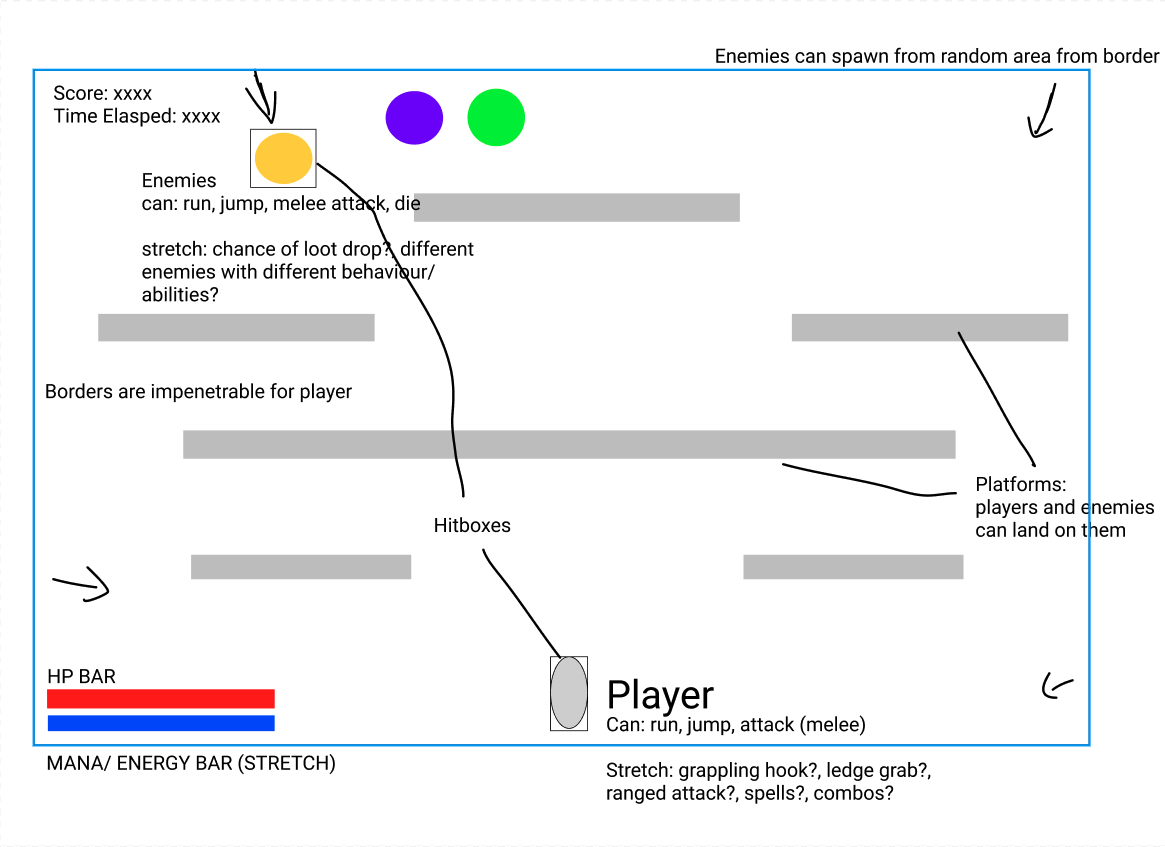 Enemies can spawn from random area from border
Score: xxxx
Time Elasped: xxxx
Enemies
can: run, jump, melee attack, die
stretch: chance of loot drop?, different
enemies with different behaviour/
abilities?
Borders are impenetrable for player
Platforms:
players and enemies
can land on them
Hitboxes
HP BAR
Player
Can: run, jump, attack (melee)
MANA/ ENERGY BAR (STRETCH)
Stretch: grappling hook?, ledge grab?,
ranged attack?, spells?, combos?